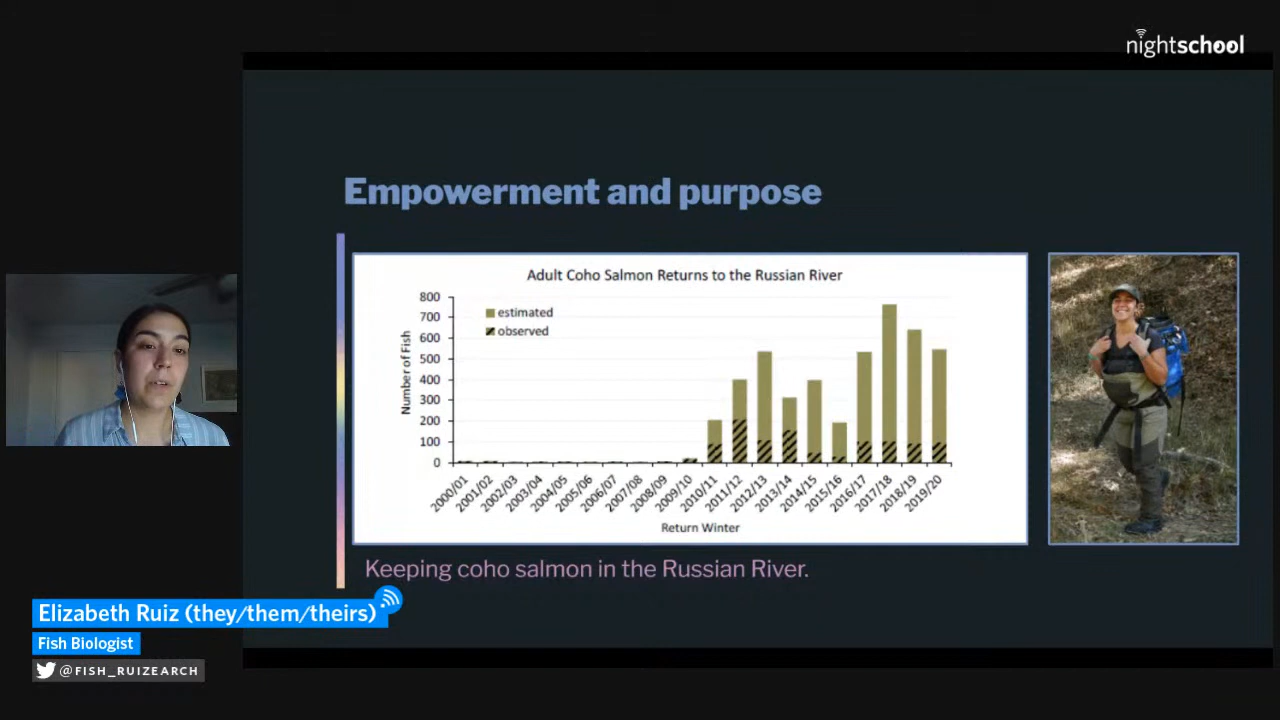 nightschool
Empowerment and purpose
Adult Coho Salmon Returns to the Russian River
800
700
600
500
400
300
200
100
0
Number of Fish
estimated
observed
2000/01
2001/02
2002/03
2003/04
2004/05
2005/06
2006/07
2007/08
2008/09
2009/10
2010/11
2011/12
2012/13
2013/14
2014/15
2015/16
2016/17
2017/18
2018/19
2019/20
Return Winter
Keeping coho salmon in the Russian River.
Elizabeth Ruiz (they/them/theirs)
Fish Biologist
@FISH_RUIZEARCH